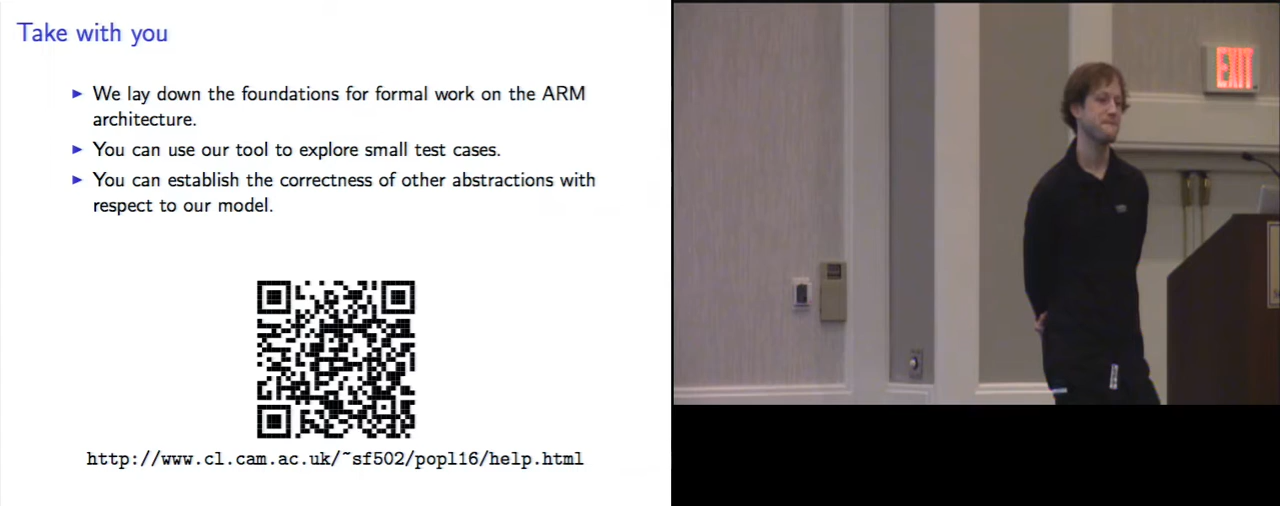 Take with you
We lay down the foundations for formal work on the ARM
architecture.
You can use our tool to explore small test cases.
You can establish the correctness of other abstractions with
respect to our model.
http://www.cl.cam.ac.uk/~sf502/popl16/help.html
EXIT